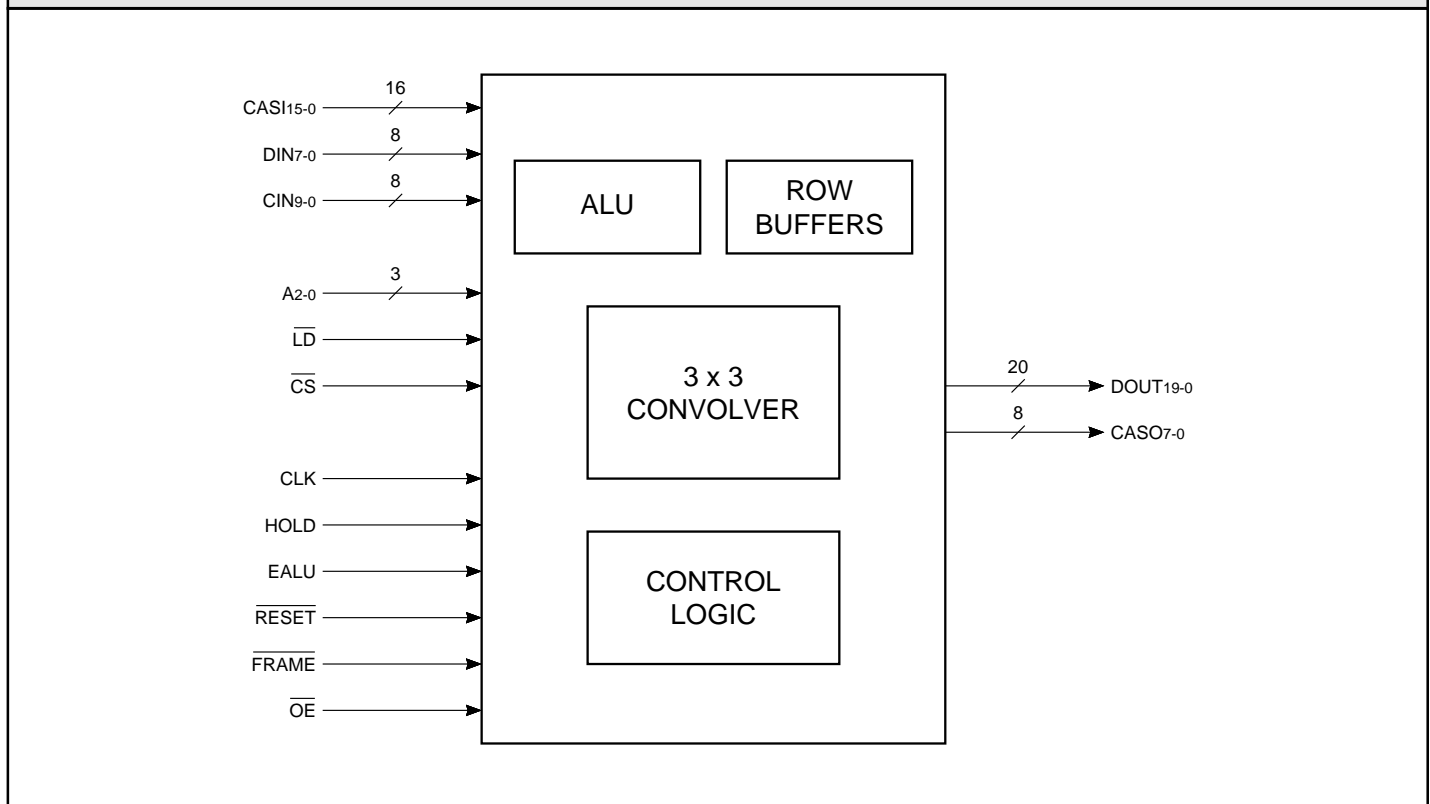 16
CASI15-0
8
DIN7-0
8
CIN9-0
ALU
ROW
BUFFERS
3
A2-0
LD
CS
3 x 3
CONVOLVER
20
DOUT19-0
8
CASO7-0
CLK
HOLD
EALU
RESET
FRAME
OE
CONTROL
LOGIC